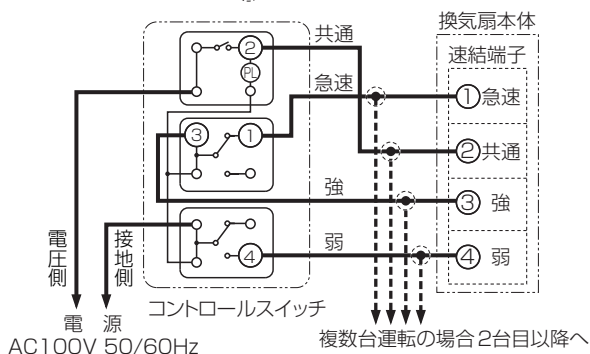 換気扇本体
速結端子
共通
② 
PL
急速
①急速
③ ①
②共通
強
③ 強
弱
④
④ 弱
電圧側
接地側
コントロールスイッチ
電 源
AC100V 50/60Hz
複数台運転の場合2台目以降へ